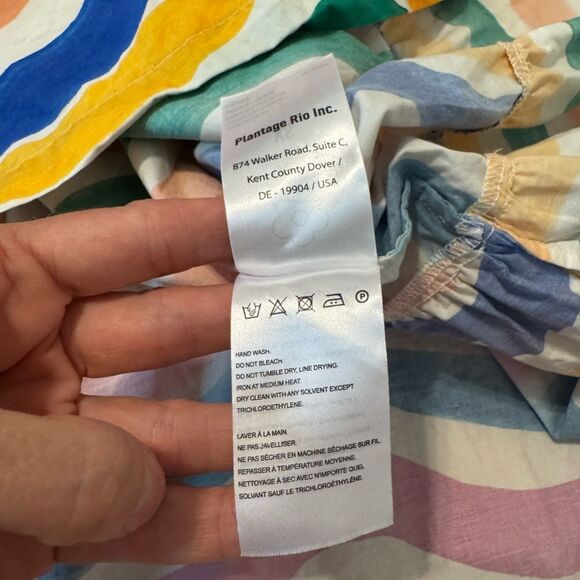 Plantage Rio Inc.
874 Walker Road, Suite C,
Kent County Dover /
DE - 19904 / USA
P
HAND WASH.
DO NOT BLEACH.
DO NOT TUMBLE DRY, LINE DRYING.
IRON AT MEDIUM HEAT.
DRY CLEAN WITH ANY SOLVENT EXCEPT
TRICHLOROETHYLENE.
LAVER À LA MAIN.
NE PAS JAVELLISER.
NE PAS SÉCHER EN MACHINE SÉCHAGE SUR FIL.
REPASSER À TEMPÉRATURE MOYENNE.
NETTOYAGE À SEC AVEC N'IMPORTE QUEL
SOLVANT SAUF LE TRICHLOROÉTHYLÈNE.